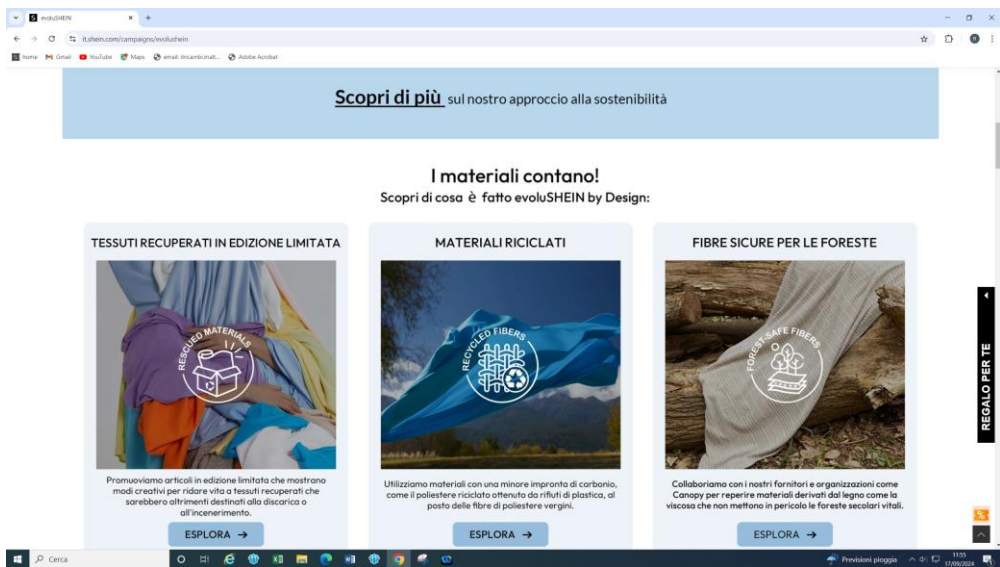 evoluSHEIN
it.shein.com/campaigns/evolushein
home Gmail YouTube Maps Adobe Acrobat
Scopri di più sul nostro approccio alla sostenibilità
I materiali contano!
Scopri di cosa è fatto evoluSHEIN by Design:
TESSUTI RECUPERATI IN EDIZIONE LIMITATA
RESCUED MATERIALS
Promuoviamo articoli in edizione limitata che mostrano
modi creativi per ridare vita a tessuti recuperati che
sarebbero altrimenti destinati alla discarica o
all'incenerimento.
ESPLORA →
MATERIALI RICICLATI
RECYCLED FIBERS
Utilizziamo materiali con una minore impronta di carbonio,
come il poliestere riciclato ottenuto da rifiuti di plastica, al
posto delle fibre di poliestere vergini.
ESPLORA →
FIBRE SICURE PER LE FORESTE
FOREST-SAFE FIBERS
Collaboriamo con i nostri fornitori e organizzazioni come
Canopy per reperire materiali derivati dal legno come la
viscosa che non mettono in pericolo le foreste secolari vitali.
ESPLORA →
REGALO PER TE
%
Cerca
Previsioni pioggia
11:55
17/09/2024